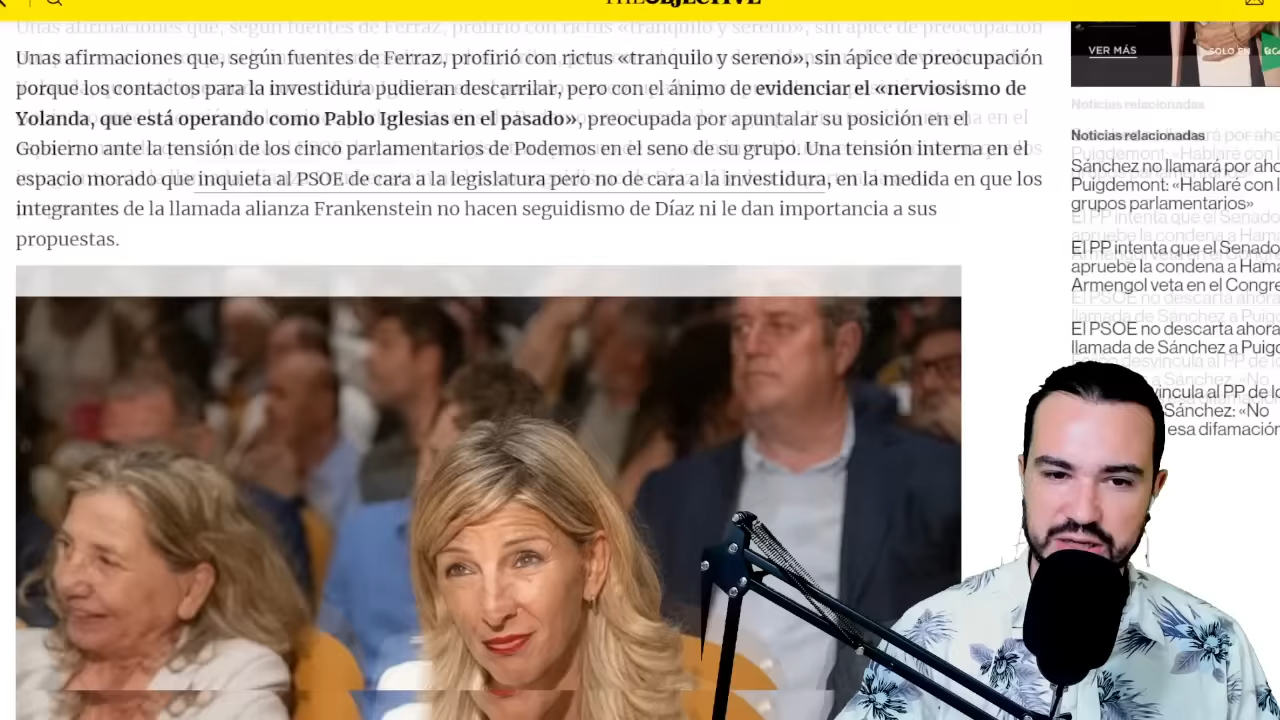 THEOBJECTIVE
Unas afirmaciones que, según fuentes de Ferraz, profirió con rictus «tranquilo y sereno», sin ápice de preocupación
porque los contactos para la investidura pudieran descarrilar, pero con el ánimo de evidenciar el «nerviosismo de
Yolanda, que está operando como Pablo Iglesias en el pasado», preocupada por apuntalar su posición en el
Gobierno ante la tensión de los cinco parlamentarios de Podemos en el seno de su grupo. Una tensión interna en el
espacio morado que inquieta al PSOE de cara a la legislatura pero no de cara a la investidura, en la medida en que los
integrantes de la llamada alianza Frankenstein no hacen seguidismo de Díaz ni le dan importancia a sus
propuestas.
VER MÁS
SOLO EN
Noticias relacionadas
Sánchez no llamará por aho
Puigdemont: «Hablaré con l
grupos parlamentarios»
El PP intenta que el Senado
apruebe la condena a Hama
Armengol veta en el Congre
El PSOE no descarta ahora
llamada de Sánchez a Puigd
vincula al PP de lo
Sánchez: «No
esa difamación